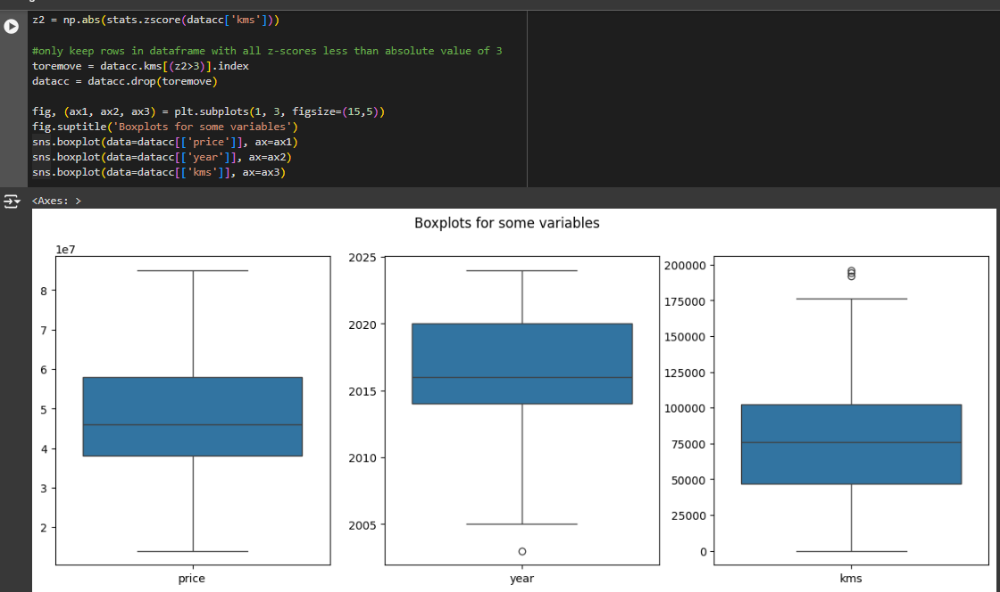 z2 = np.abs(stats.zscore(datacc['kms']))
#only keep rows in dataframe with all z-scores less than absolute value of 3
toremove = datacc.kms[(z2>3)].index
datacc = datacc.drop(toremove)
fig, (ax1, ax2, ax3) = plt.subplots(1, 3, figsize=(15,5))
fig.suptitle('Boxplots for some variables')
sns.boxplot(data=datacc[['price']], ax=ax1)
sns.boxplot(data=datacc[['year']], ax=ax2)
sns.boxplot(data=datacc[['kms']], ax=ax3)
<Axes: >
Boxplots for some variables
1e7
8
7
6
5
4
3
2
price
2025
2020
2015
2010
2005
year
200000
175000
150000
125000
100000
75000
50000
25000
0
kms